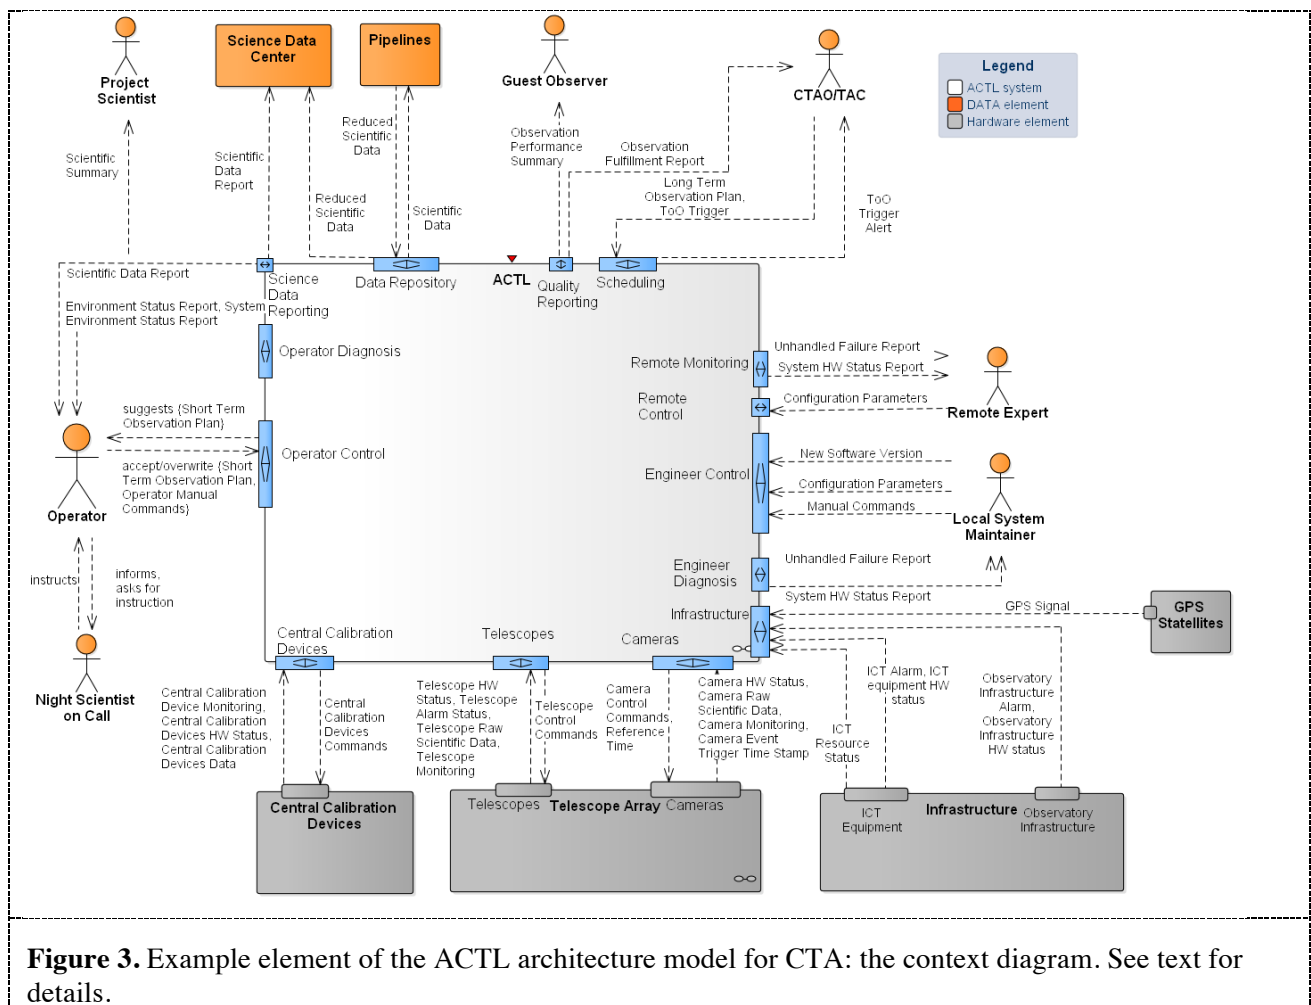 Project
Scientist
Science Data
Center
Pipelines
Guest Observer
CTAO/TAC
Legend
ACTL system
DATA element
Hardware element
Scientific
Summary
Scientific
Data
Report
Reduced
Scientific
Data
Reduced
Scientific
Data
Scientific
Data
Observation
Performance
Summary
Observation
Fulfillment Report
Long Term
Observation Plan,
ToO Trigger
ToO
Trigger
Alert
Scientific Data Report
Science
Data
Reporting
Data Repository
ACTL
Quality
Reporting
Scheduling
Environment Status Report, System
Environment Status Report
Operator Diagnosis
Remote Monitoring
Unhandled Failure Report
System HW Status Report
Remote
Control
Configuration Parameters
Remote Expert
suggests {Short Term
Observation Plan}
Operator Control
accept/overwrite {Short
Term Observation Plan,
Operator Manual
Commands}
Operator
Engineer Control
New Software Version
Configuration Parameters
Manual Commands
Local System
Maintainer
instructs
informs,
asks for
instruction
Engineer
Diagnosis
Unhandled Failure Report
System HW Status Report
Infrastructure
GPS Signal
GPS
Statellites
Night Scientist
on Call
Central Calibration
Devices
Telescopes
Cameras
Central Calibration
Device Monitoring,
Central Calibration
Devices HW Status,
Central Calibration
Devices Data
Central
Calibration
Devices
Commands
Telescope HW
Status, Telescope
Alarm Status,
Telescope Raw
Scientific Data,
Telescope
Monitoring
Telescope
Control
Commands
Camera
Control
Commands,
Reference
Time
Camera HW Status,
Camera Raw
Scientific Data,
Camera Monitoring,
Camera Event
Trigger Time Stamp
ICT
Resource
Status
ICT Alarm, ICT
equipment HW
status
Observatory
Infrastructure
Alarm,
Observatory
Infrastructure
HW status
Central Calibration
Devices
Telescopes
Telescope Array
Cameras
ICT
Equipment
Infrastructure
Observatory
Infrastructure
Figure 3. Example element of the ACTL architecture model for CTA: the context diagram. See text for
details.